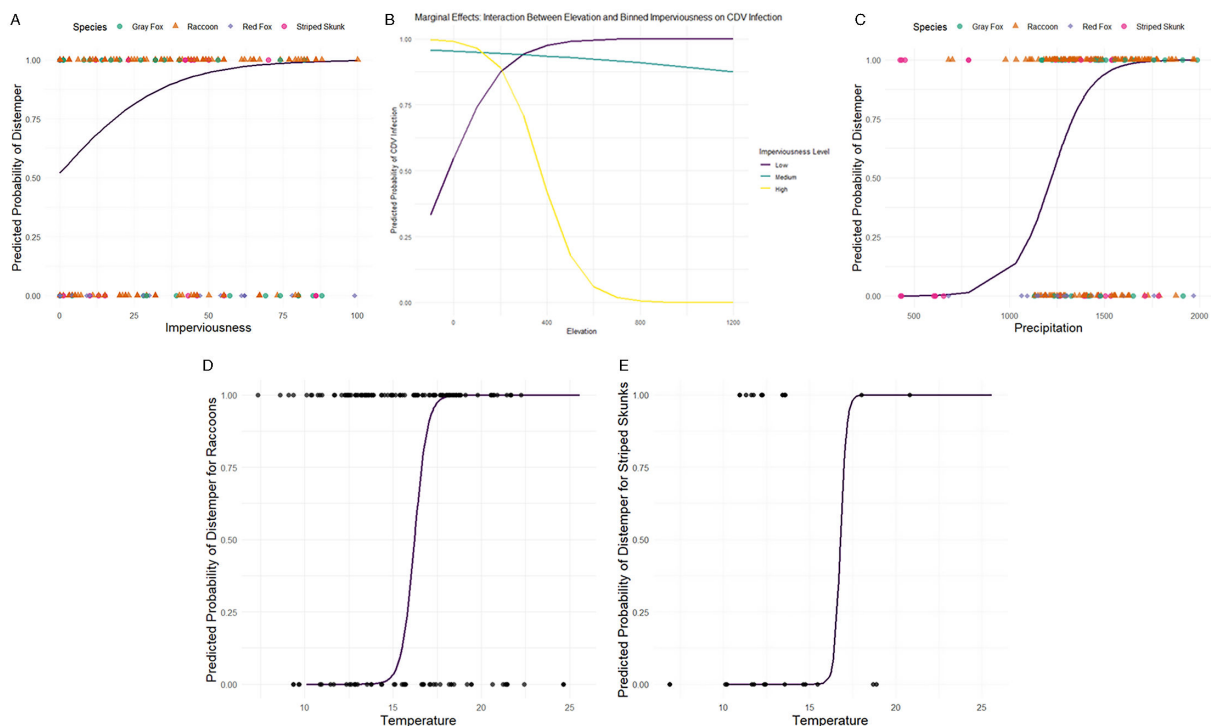 A
Species Gray Fox Raccoon Red Fox Striped Skunk
Predicted Probability of Distemper
1.00
0.75
0.50
0.25
0.00
0 25 50 75 100
Imperviousness
B
Marginal Effects: Interaction Between Elevation and Binned Imperviousness on CDV Infection
Predicted Probability of CDV Infection
1.00
0.75
0.50
0.25
0.00
0 400 800 1200
Elevation
Imperviousness Level
Low
Medium
High
C
Species Gray Fox Raccoon Red Fox Striped Skunk
Predicted Probability of Distemper
1.00
0.75
0.50
0.25
0.00
500 1000 1500 2000
Precipitation
D
Predicted Probability of Distemper for Raccoons
1.00
0.75
0.50
0.25
0.00
10 15 20 25
Temperature
E
Predicted Probability of Distemper for Striped Skunks
1.00
0.75
0.50
0.25
0.00
10 15 20 25
Temperature